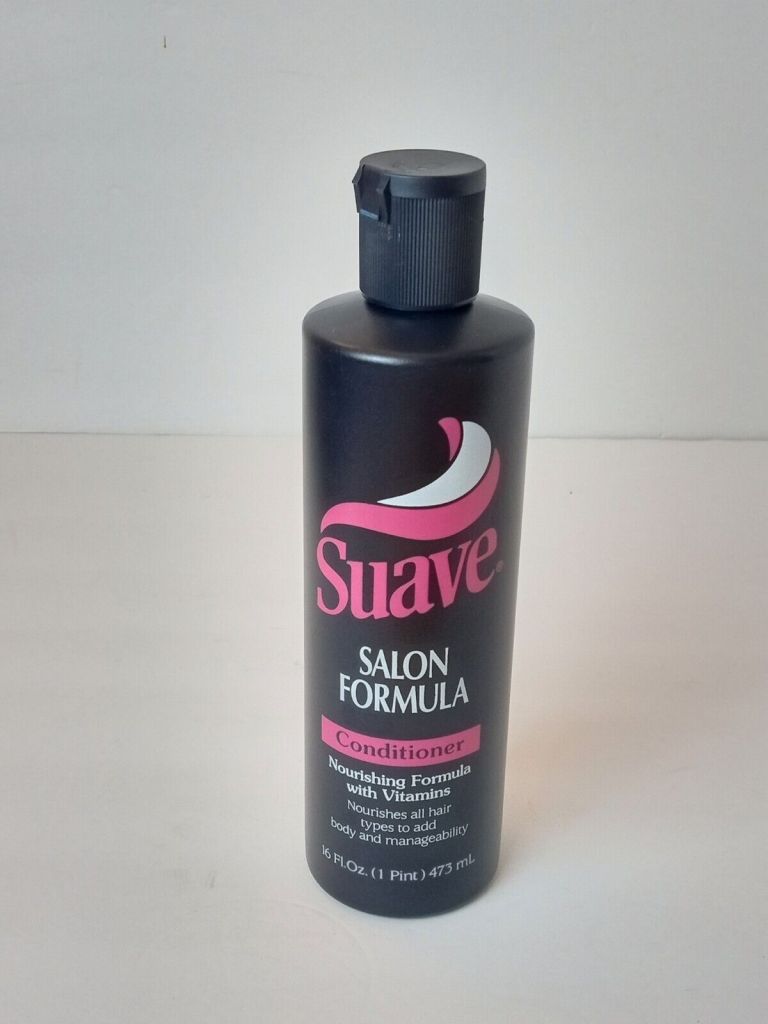 Suave®
SALON
FORMULA
Conditioner
Nourishing Formula
with Vitamins
Nourishes all hair
types to add
body and manageability
16 Fl.Oz. (1 Pint) 473 mL